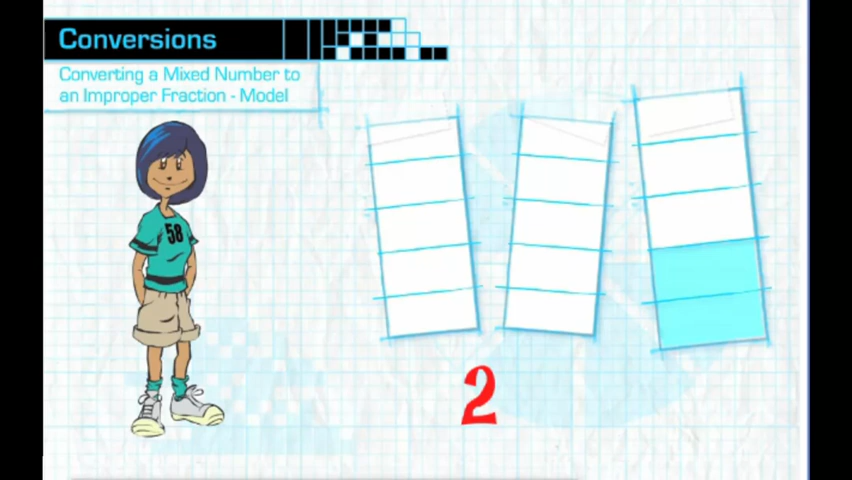 Conversions
Converting a Mixed Number to
an Improper Fraction - Model
58
2